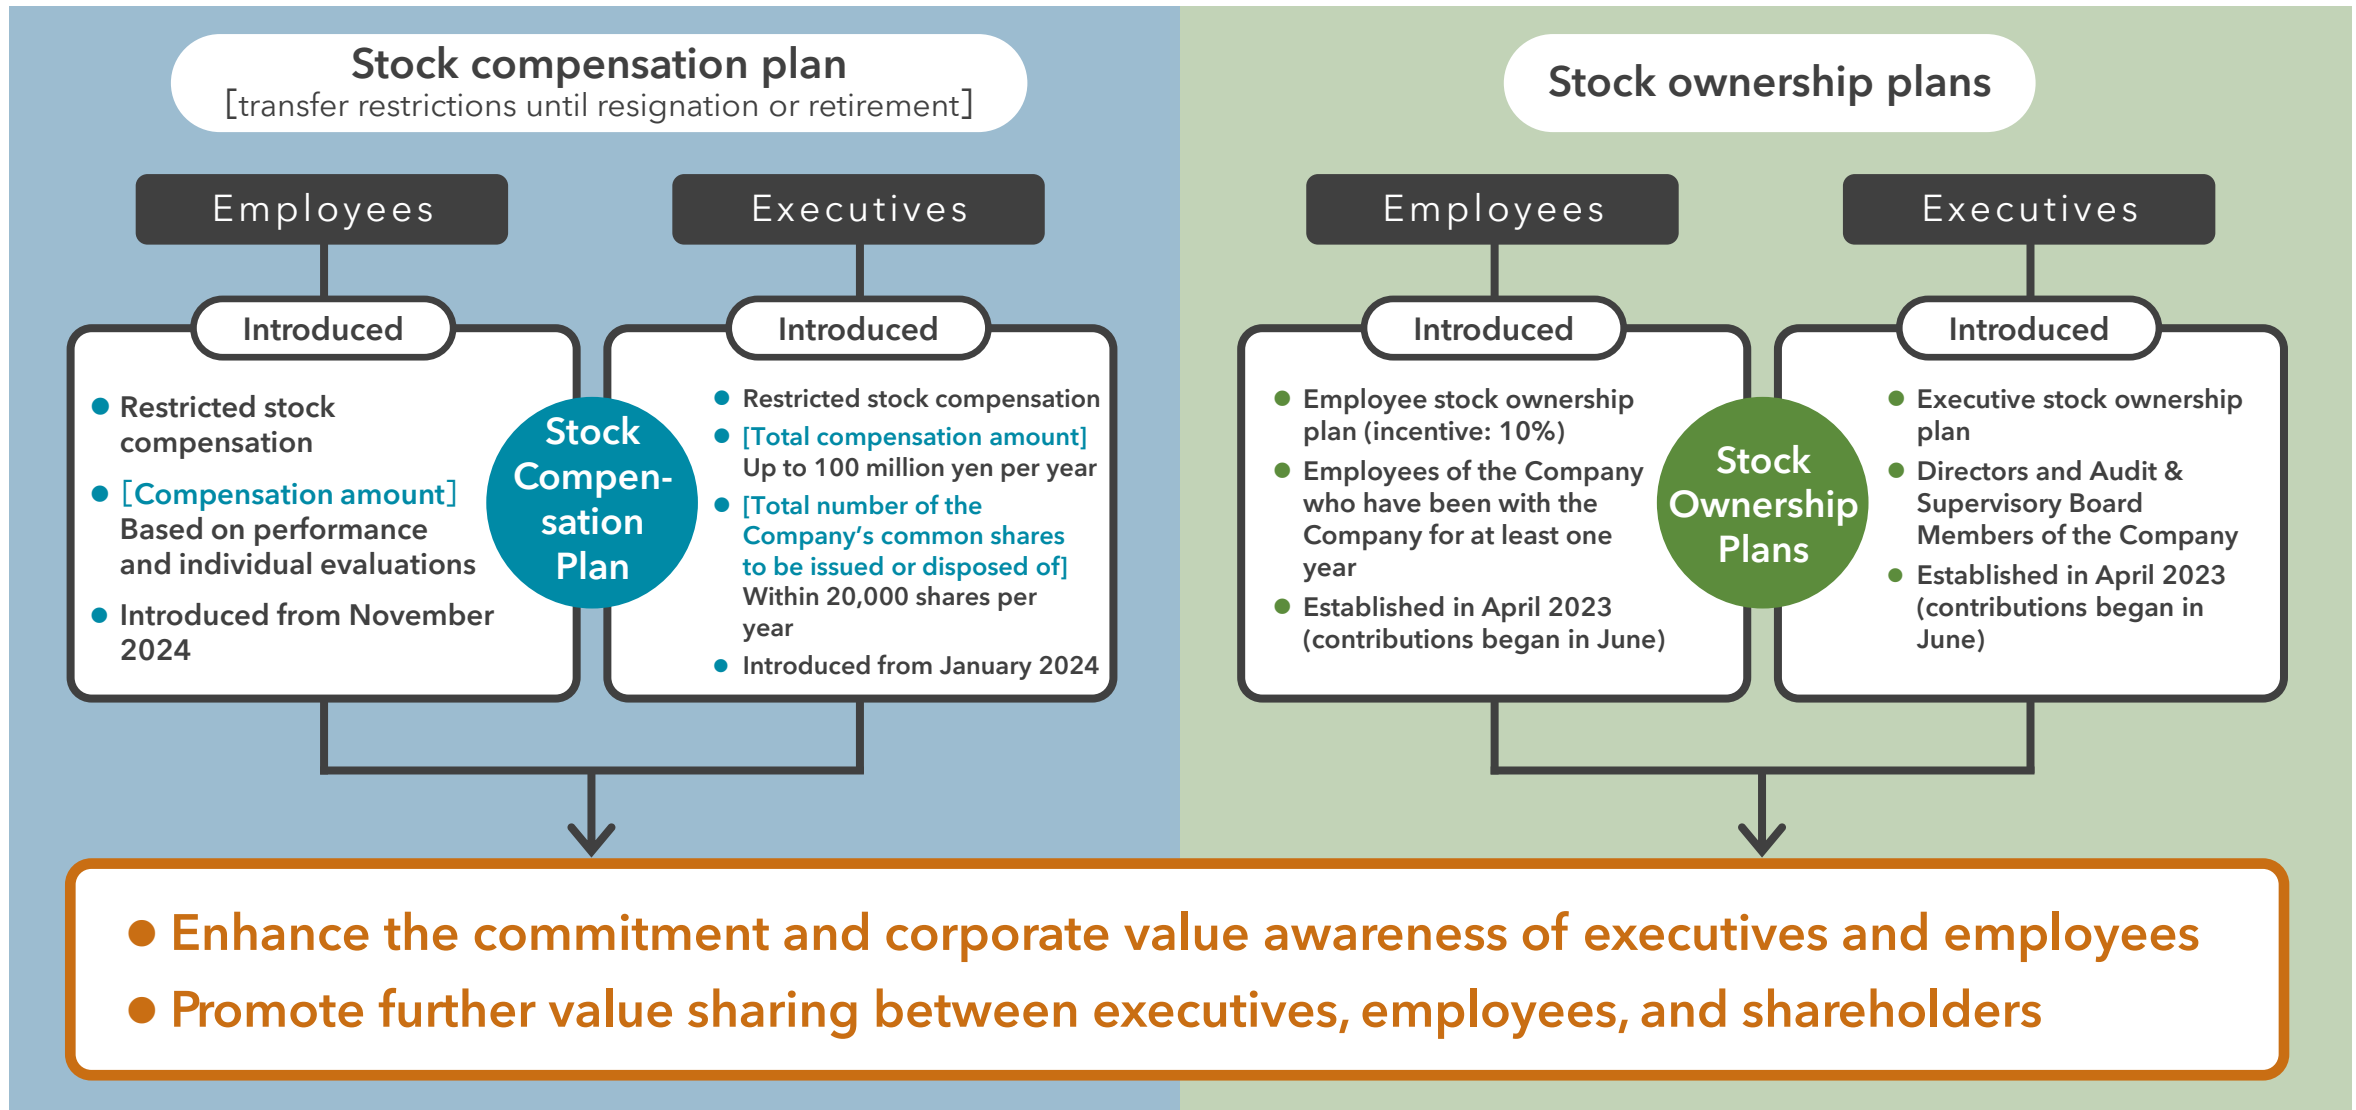 Stock compensation plan
[transfer restrictions until resignation or retirement]
Employees
Introduced
● Restricted stock
compensation
● [Compensation amount]
Based on performance
and individual evaluations
● Introduced from November
2024
Stock
Compen-
sation
Plan
Executives
Introduced
● Restricted stock compensation
● [Total compensation amount]
Up to 100 million yen per year
● [Total number of the
Company’s common shares
to be issued or disposed of]
Within 20,000 shares per
year
● Introduced from January 2024
Stock ownership plans
Employees
Introduced
● Employee stock ownership
plan (incentive: 10%)
● Employees of the Company
who have been with the
Company for at least one
year
● Established in April 2023
(contributions began in June)
Stock
Ownership
Plans
Executives
Introduced
● Executive stock ownership
plan
● Directors and Audit &
Supervisory Board
Members of the Company
● Established in April 2023
(contributions began in
June)
● Enhance the commitment and corporate value awareness of executives and employees
● Promote further value sharing between executives, employees, and shareholders